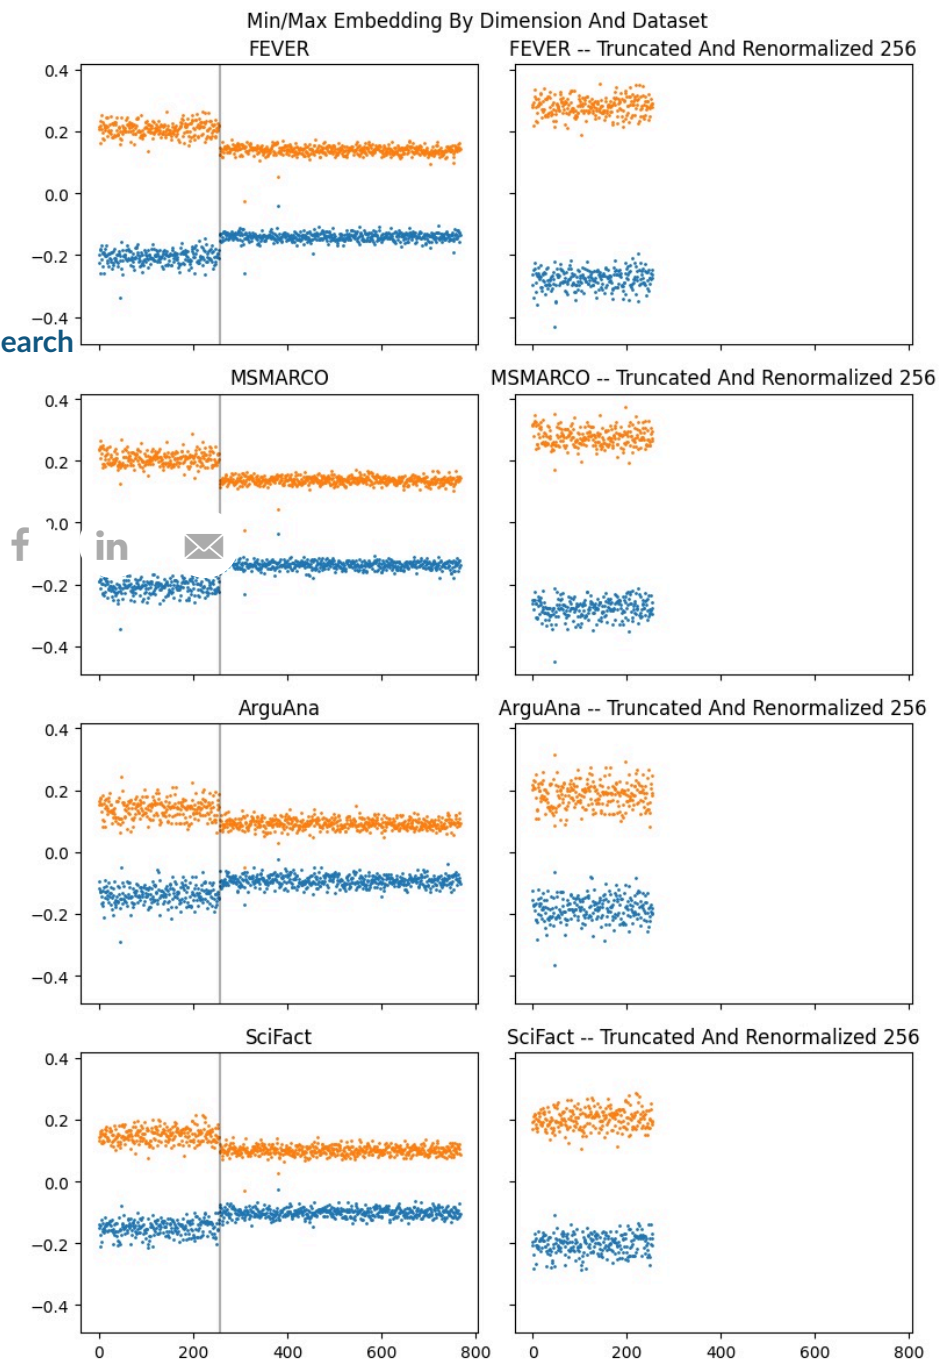 Min/Max Embedding By Dimension And Dataset
FEVER
FEVER -- Truncated And Renormalized 256
0.4
0.2
0.0
−0.2
−0.4
earch
MSMARCO
MSMARCO -- Truncated And Renormalized 256
0.4
0.2
0.0
f in
−0.2
−0.4
ArguAna
ArguAna -- Truncated And Renormalized 256
0.4
0.2
0.0
−0.2
−0.4
SciFact
SciFact -- Truncated And Renormalized 256
0.4
0.2
0.0
−0.2
−0.4
0 200 400 600 800
0 200 400 600 800